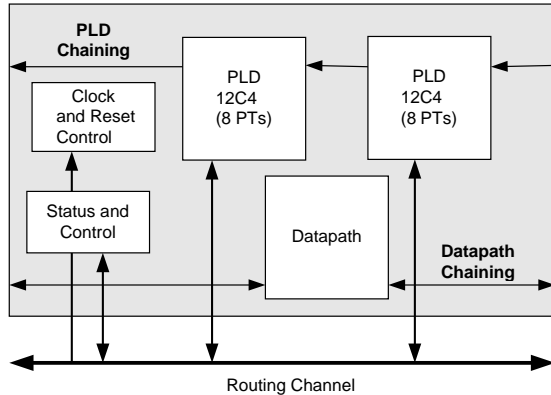 PLD
Chaining
PLD
12C4
(8 PTs)
PLD
12C4
(8 PTs)
Clock
and Reset
Control
Status and
Control
Datapath
Datapath
Chaining
Routing Channel